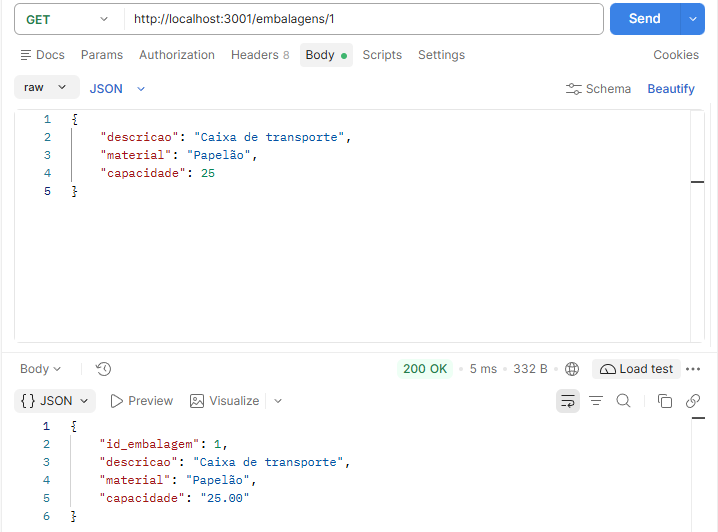 GET http://localhost:3001/embalagens/1 Send
Docs Params Authorization Headers 8 Body Scripts Settings Cookies
raw JSON Schema Beautify
1 {
2 "descricao": "Caixa de transporte",
3 "material": "Papelão",
4 "capacidade": 25
5 }
Body 200 OK 5 ms 332 B Load test
{} JSON Preview Visualize
1 {
2 "id_embalagem": 1,
3 "descricao": "Caixa de transporte",
4 "material": "Papelão",
5 "capacidade": "25.00"
6 }